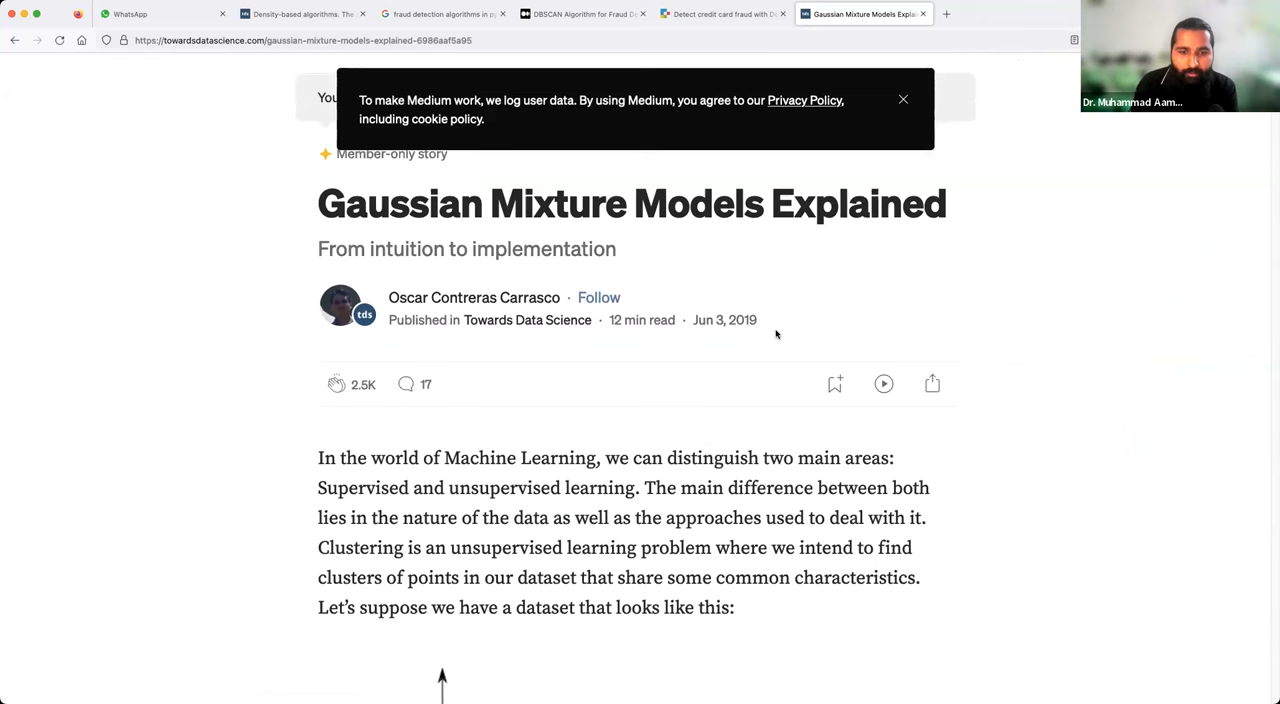 WhatsApp
Density-based algorithms. The
fraud detection algorithms in py
DBSCAN Algorithm for Fraud De
Detect credit card fraud with De
Gaussian Mixture Models Explai
https://towardsdatascience.com/gaussian-mixture-models-explained-6986aaf5a95
Dr. Muhammad Aam...
You
To make Medium work, we log user data. By using Medium, you agree to our Privacy Policy,
including cookie policy.
Member-only story
Gaussian Mixture Models Explained
From intuition to implementation
Oscar Contreras Carrasco · Follow
tds
Published in Towards Data Science · 12 min read · Jun 3, 2019
2.5K 17
In the world of Machine Learning, we can distinguish two main areas:
Supervised and unsupervised learning. The main difference between both
lies in the nature of the data as well as the approaches used to deal with it.
Clustering is an unsupervised learning problem where we intend to find
clusters of points in our dataset that share some common characteristics.
Let’s suppose we have a dataset that looks like this: